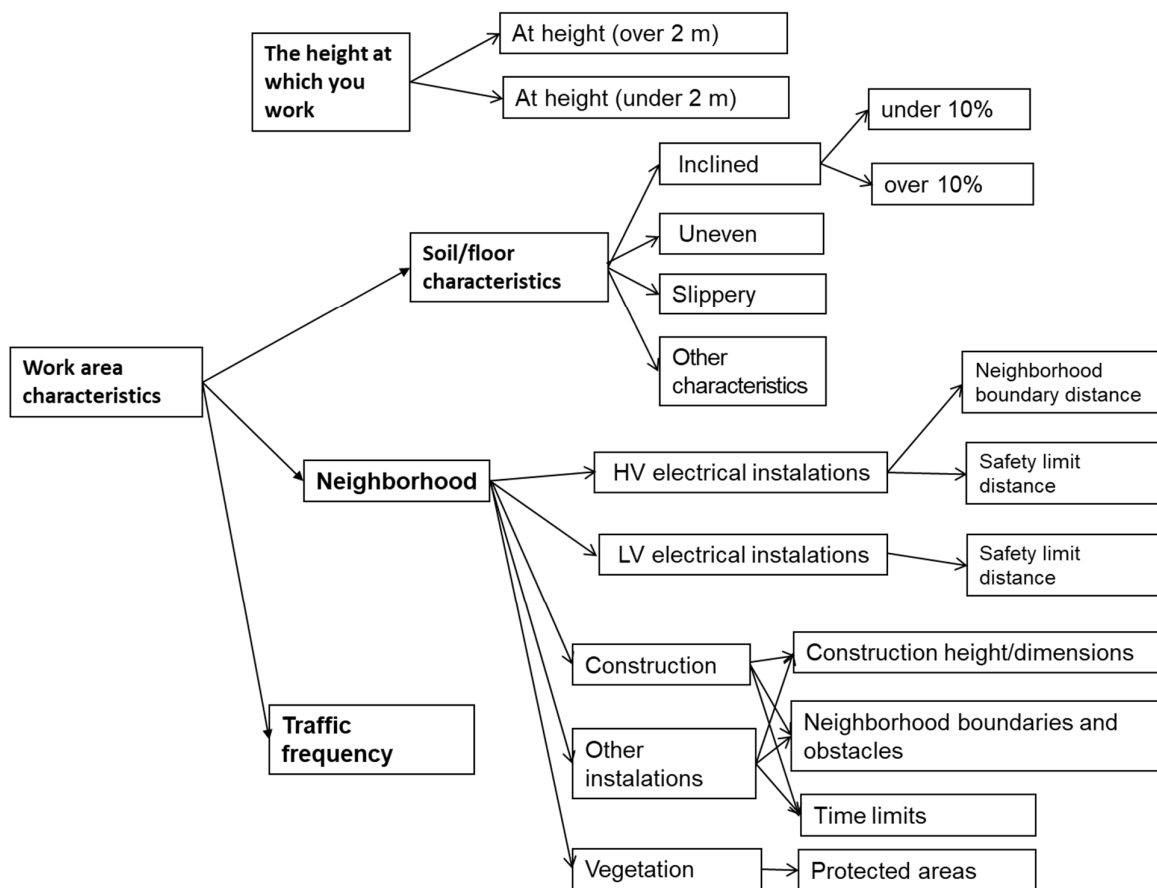 The height at
which you
work
At height (over 2 m)
At height (under 2 m)
under 10%
over 10%
Inclined
Uneven
Slippery
Other
characteristics
Soil/floor
characteristics
Work area
characteristics
Neighborhood
boundary distance
Neighborhood
HV electrical instalations
Safety limit
distance
LV electrical instalations
Safety limit
distance
Construction
Construction height/dimensions
Traffic
frequency
Other
instalations
Neighborhood boundaries and
obstacles
Time limits
Vegetation
Protected areas